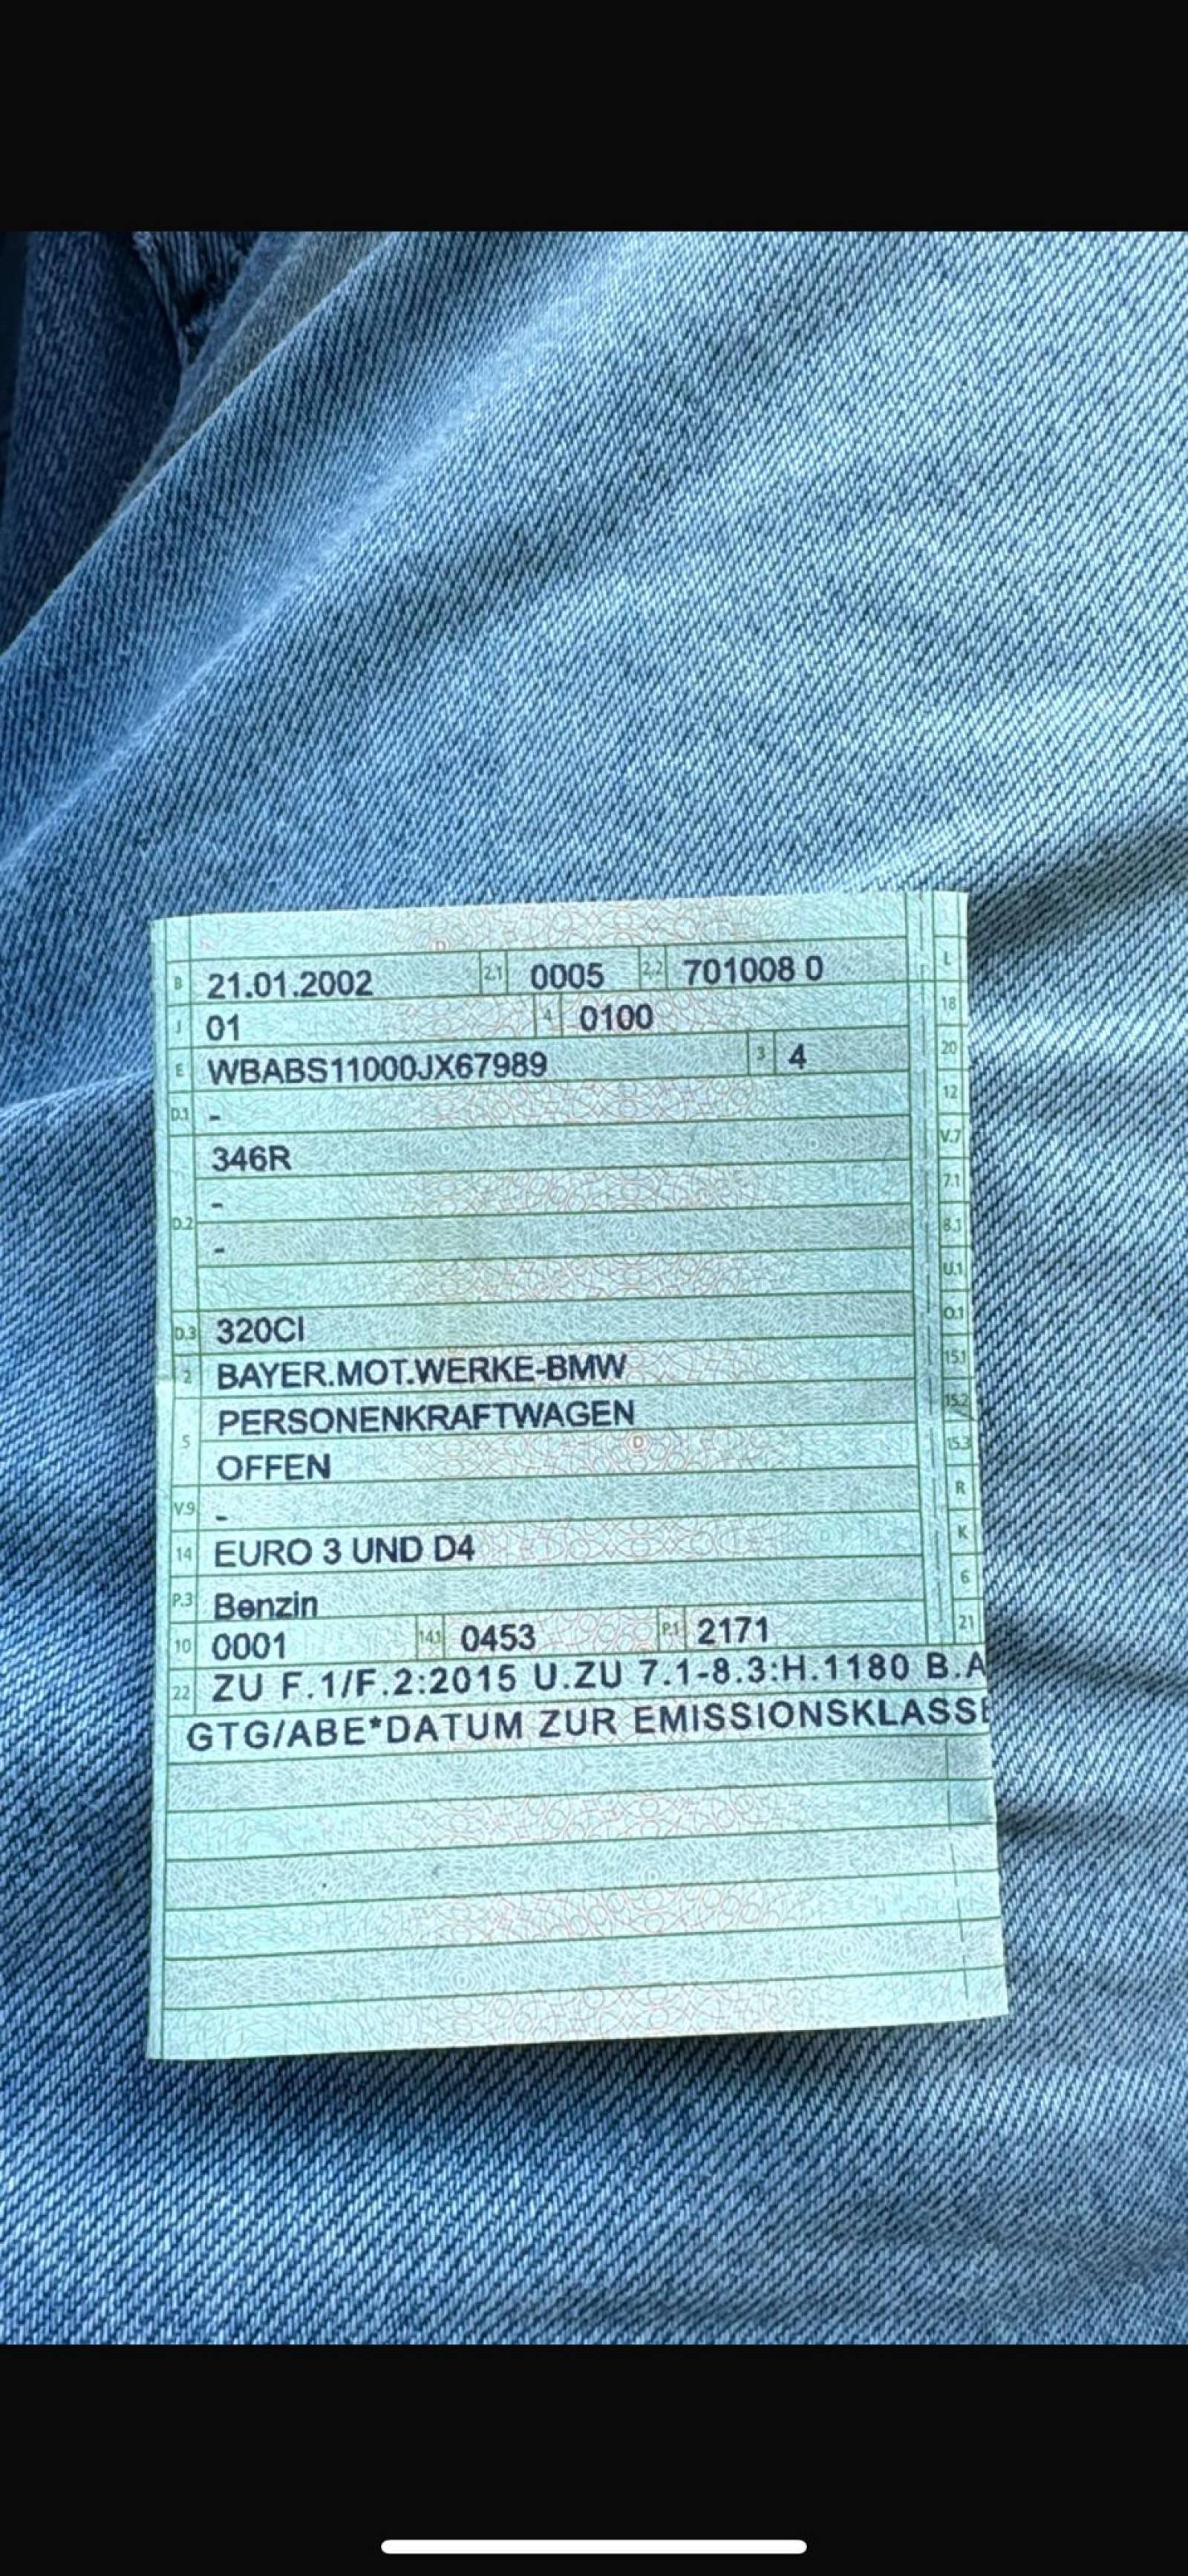 B 21.01.2002 2.1 0005 2.2 701008 0 L
J 01 4 0100 18
E WBABS11000JX67989 3 4 20
D.1 - 12
346R V.7
- 7.1
D.2 - 8.1
U.1
D.3 320CI O.1
2 BAYER.MOT.WERKE-BMW 15.1
5 PERSONENKRAFTWAGEN 15.2
OFFEN 15.3
V.9 - R
14 EURO 3 UND D4 K
P.3 Benzin 6
10 0001 14.1 0453 P.1 2171 21
22 ZU F.1/F.2:2015 U.ZU 7.1-8.3:H.1180 B.A
GTG/ABE*DATUM ZUR EMISSIONSKLASSE